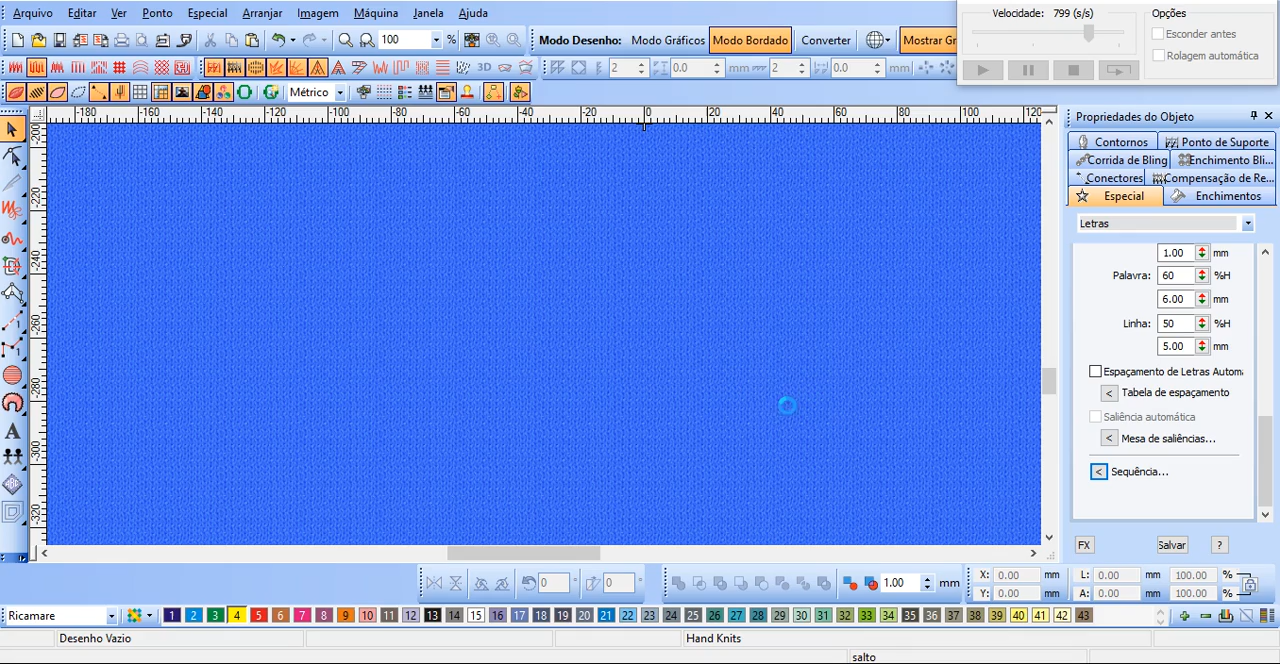 Arquivo Editar Ver Ponto Especial Arranjar Imagem Máquina Janela Ajuda
Velocidade: 799 (s/s) Opções
Esconder antes
Rolagem automática
100 % Modo Desenho: Modo Gráficos Modo Bordado Converter Mostrar Gr
3D 2 0.0 mm 2 0.0 mm
Métrico
-180 -160 -140 -120 -100 -80 -60 -40 -20 0 20 40 60 80 100 120
-200
-220
-240
-260
-280
-300
-320
Propriedades do Objeto
Contornos Ponto de Suporte
Corrida de Bling Enchimento Bli...
Conectores Compensação de Re...
Especial Enchimentos
Letras
1.00 mm
Palavra: 60 %H
6.00 mm
Linha: 50 %H
5.00 mm
Espaçamento de Letras Autom
< Tabela de espaçamento
Saliência automática
< Mesa de saliências...
< Sequência...
FX Salvar ?
0 0 1.00 mm
X: 0.00 mm L: 0.00 mm 100.00 %
Y: 0.00 mm A: 0.00 mm 100.00 %
Ricamare 1 2 3 4 5 6 7 8 9 10 11 12 13 14 15 16 17 18 19 20 21 22 23 24 25 26 27 28 29 30 31 32 33 34 35 36 37 38 39 40 41 42 43
Desenho Vazio Hand Knits
salto